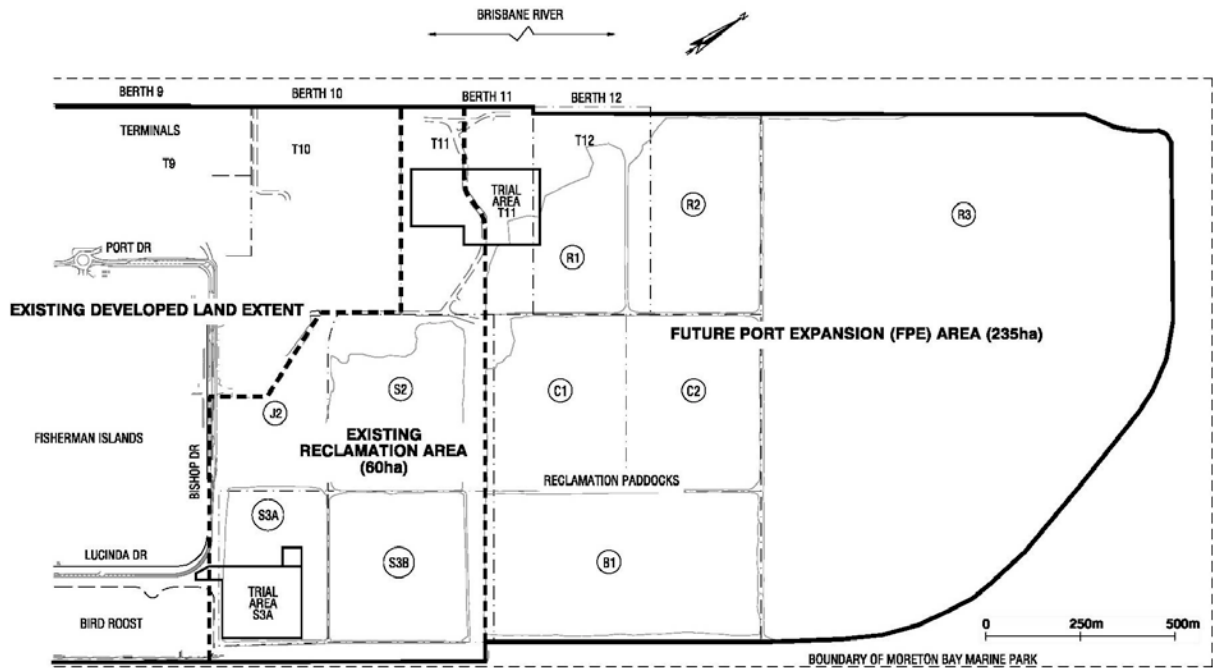 BRISBANE RIVER
BERTH 9
BERTH 10
BERTH 11
BERTH 12
TERMINALS
T9
T10
T11
T12
TRIAL
AREA
T11
R2
R3
R1
PORT DR
EXISTING DEVELOPED LAND EXTENT
FUTURE PORT EXPANSION (FPE) AREA (235ha)
S2
C1
C2
J2
FISHERMAN ISLANDS
EXISTING
RECLAMATION AREA
(60ha)
BISHOP DR
RECLAMATION PADDOCKS
S3A
LUCINDA DR
S3B
B1
TRIAL
AREA
S3A
BIRD ROOST
0
250m
500m
BOUNDARY OF MORETON BAY MARINE PARK